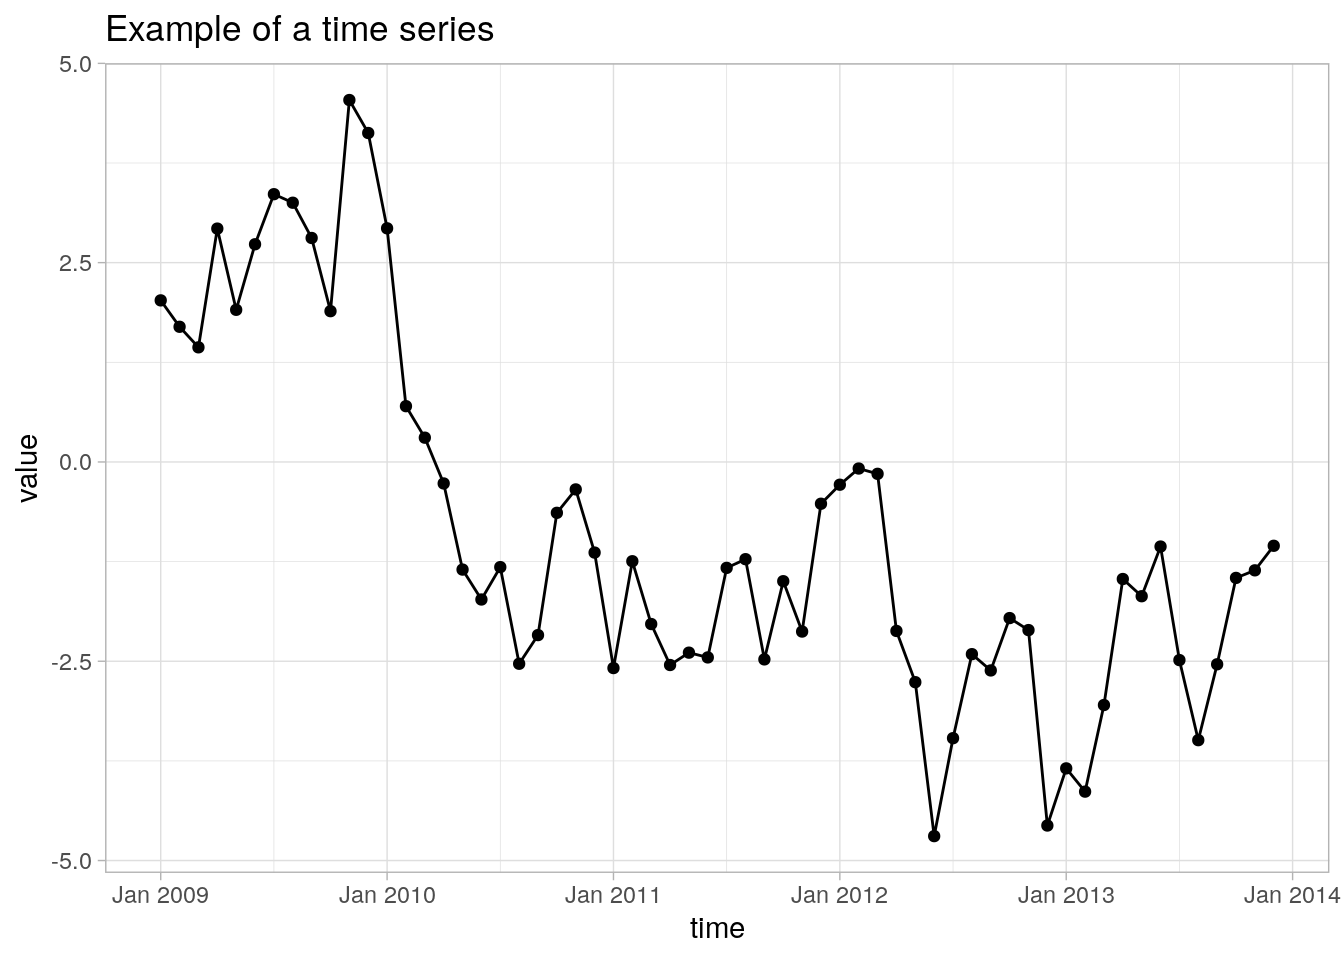 Example of a time series
5.0
2.5
0.0
-2.5
-5.0
value
Jan 2009 Jan 2010 Jan 2011 Jan 2012 Jan 2013 Jan 2014
time